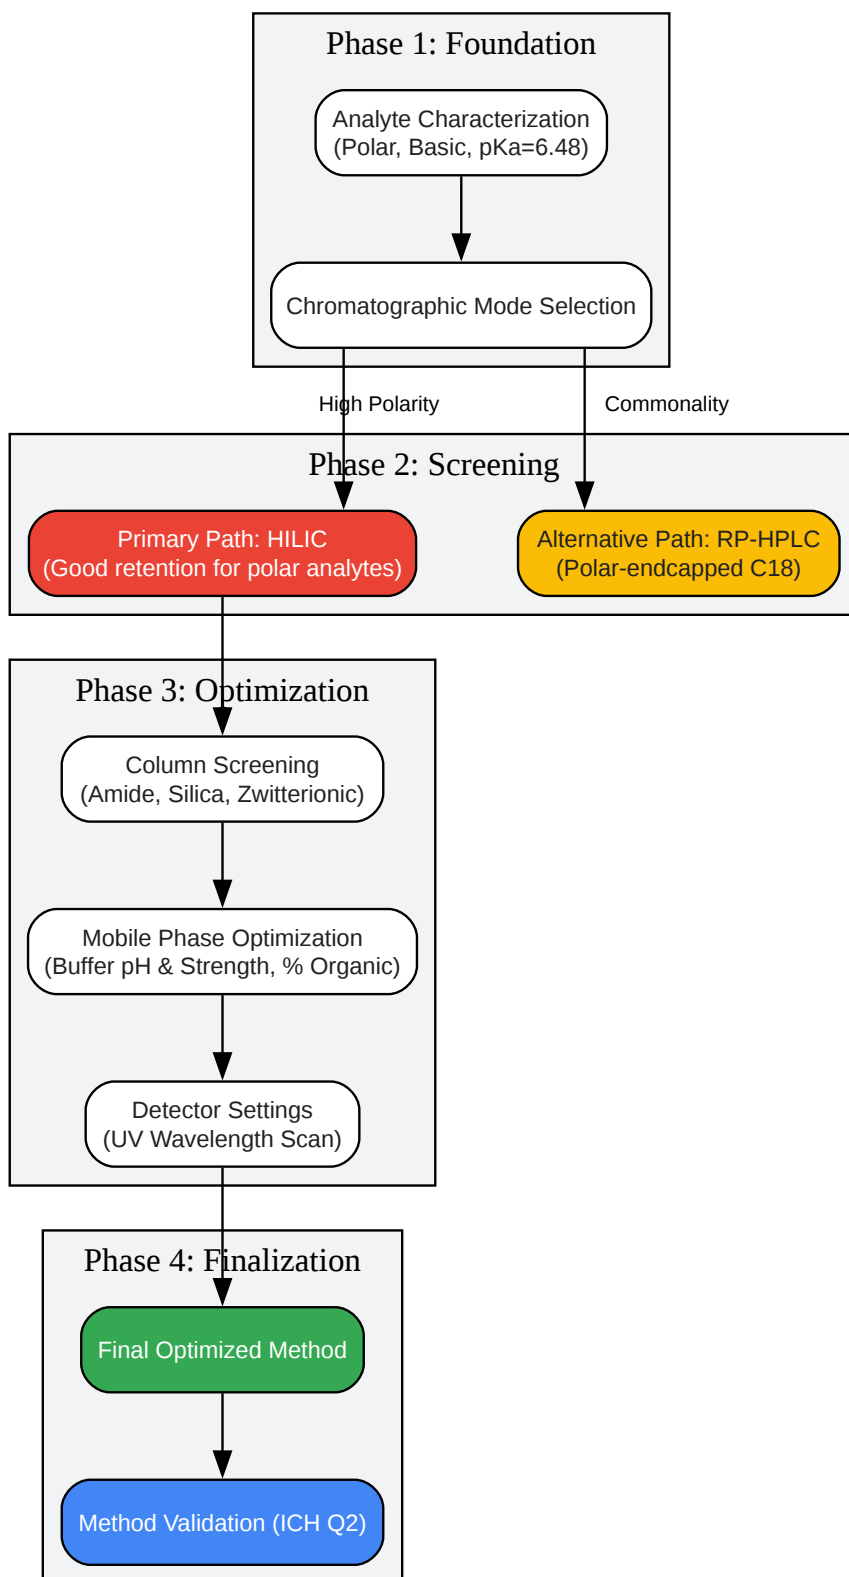 Phase 1: Foundation
Analyte Characterization
(Polar, Basic, pKa=6.48)
Chromatographic Mode Selection
High Polarity
Commonality
Phase 2: Screening
Primary Path: HILIC
(Good retention for polar analytes)
Alternative Path: RP-HPLC
(Polar-endcapped C18)
Phase 3: Optimization
Column Screening
(Amide, Silica, Zwitterionic)
Mobile Phase Optimization
(Buffer pH & Strength, % Organic)
Detector Settings
(UV Wavelength Scan)
Phase 4: Finalization
Final Optimized Method
Method Validation (ICH Q2)